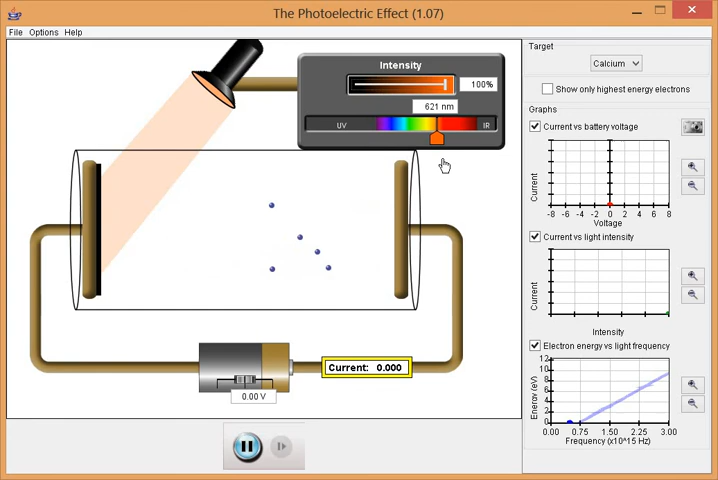 The Photoelectric Effect (1.07)
File Options Help
Intensity
100%
621 nm
UV
IR
Current: 0.000
0.00 V
Target
Calcium
Show only highest energy electrons
Graphs
Current vs battery voltage
Current
-8 -6 -4 -2 0 2 4 6 8
Voltage
Current vs light intensity
Current
Intensity
Electron energy vs light frequency
Energy (eV)
12
10
8
6
4
2
0
0.00 0.75 1.50 2.25 3.00
Frequency (x10^15 Hz)